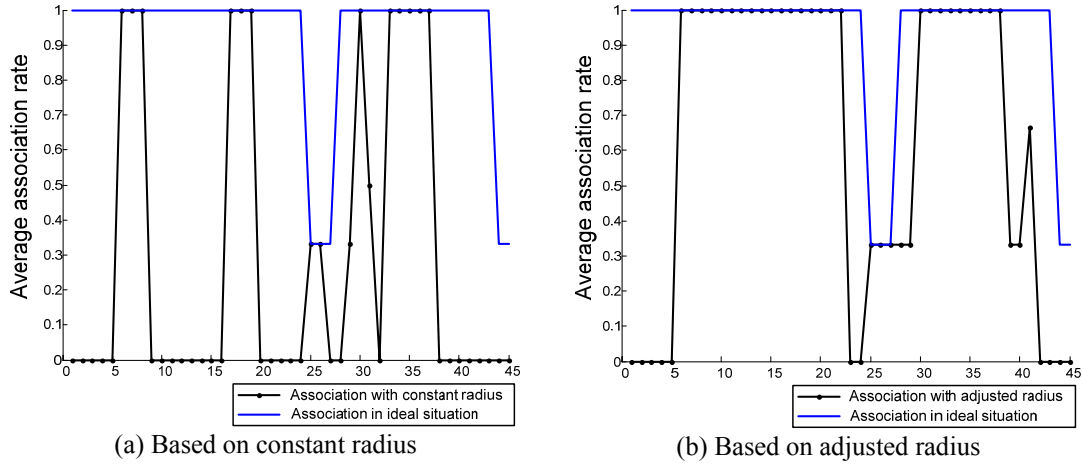 Average association rate
1
0.9
0.8
0.7
0.6
0.5
0.4
0.3
0.2
0.1
0
0 5 10 15 20 25 30 35 40 45
Association with constant radius
Association in ideal situation
(a) Based on constant radius
Average association rate
1
0.9
0.8
0.7
0.6
0.5
0.4
0.3
0.2
0.1
0
0 5 10 15 20 25 30 35 40 45
Association with adjusted radius
Association in ideal situation
(b) Based on adjusted radius